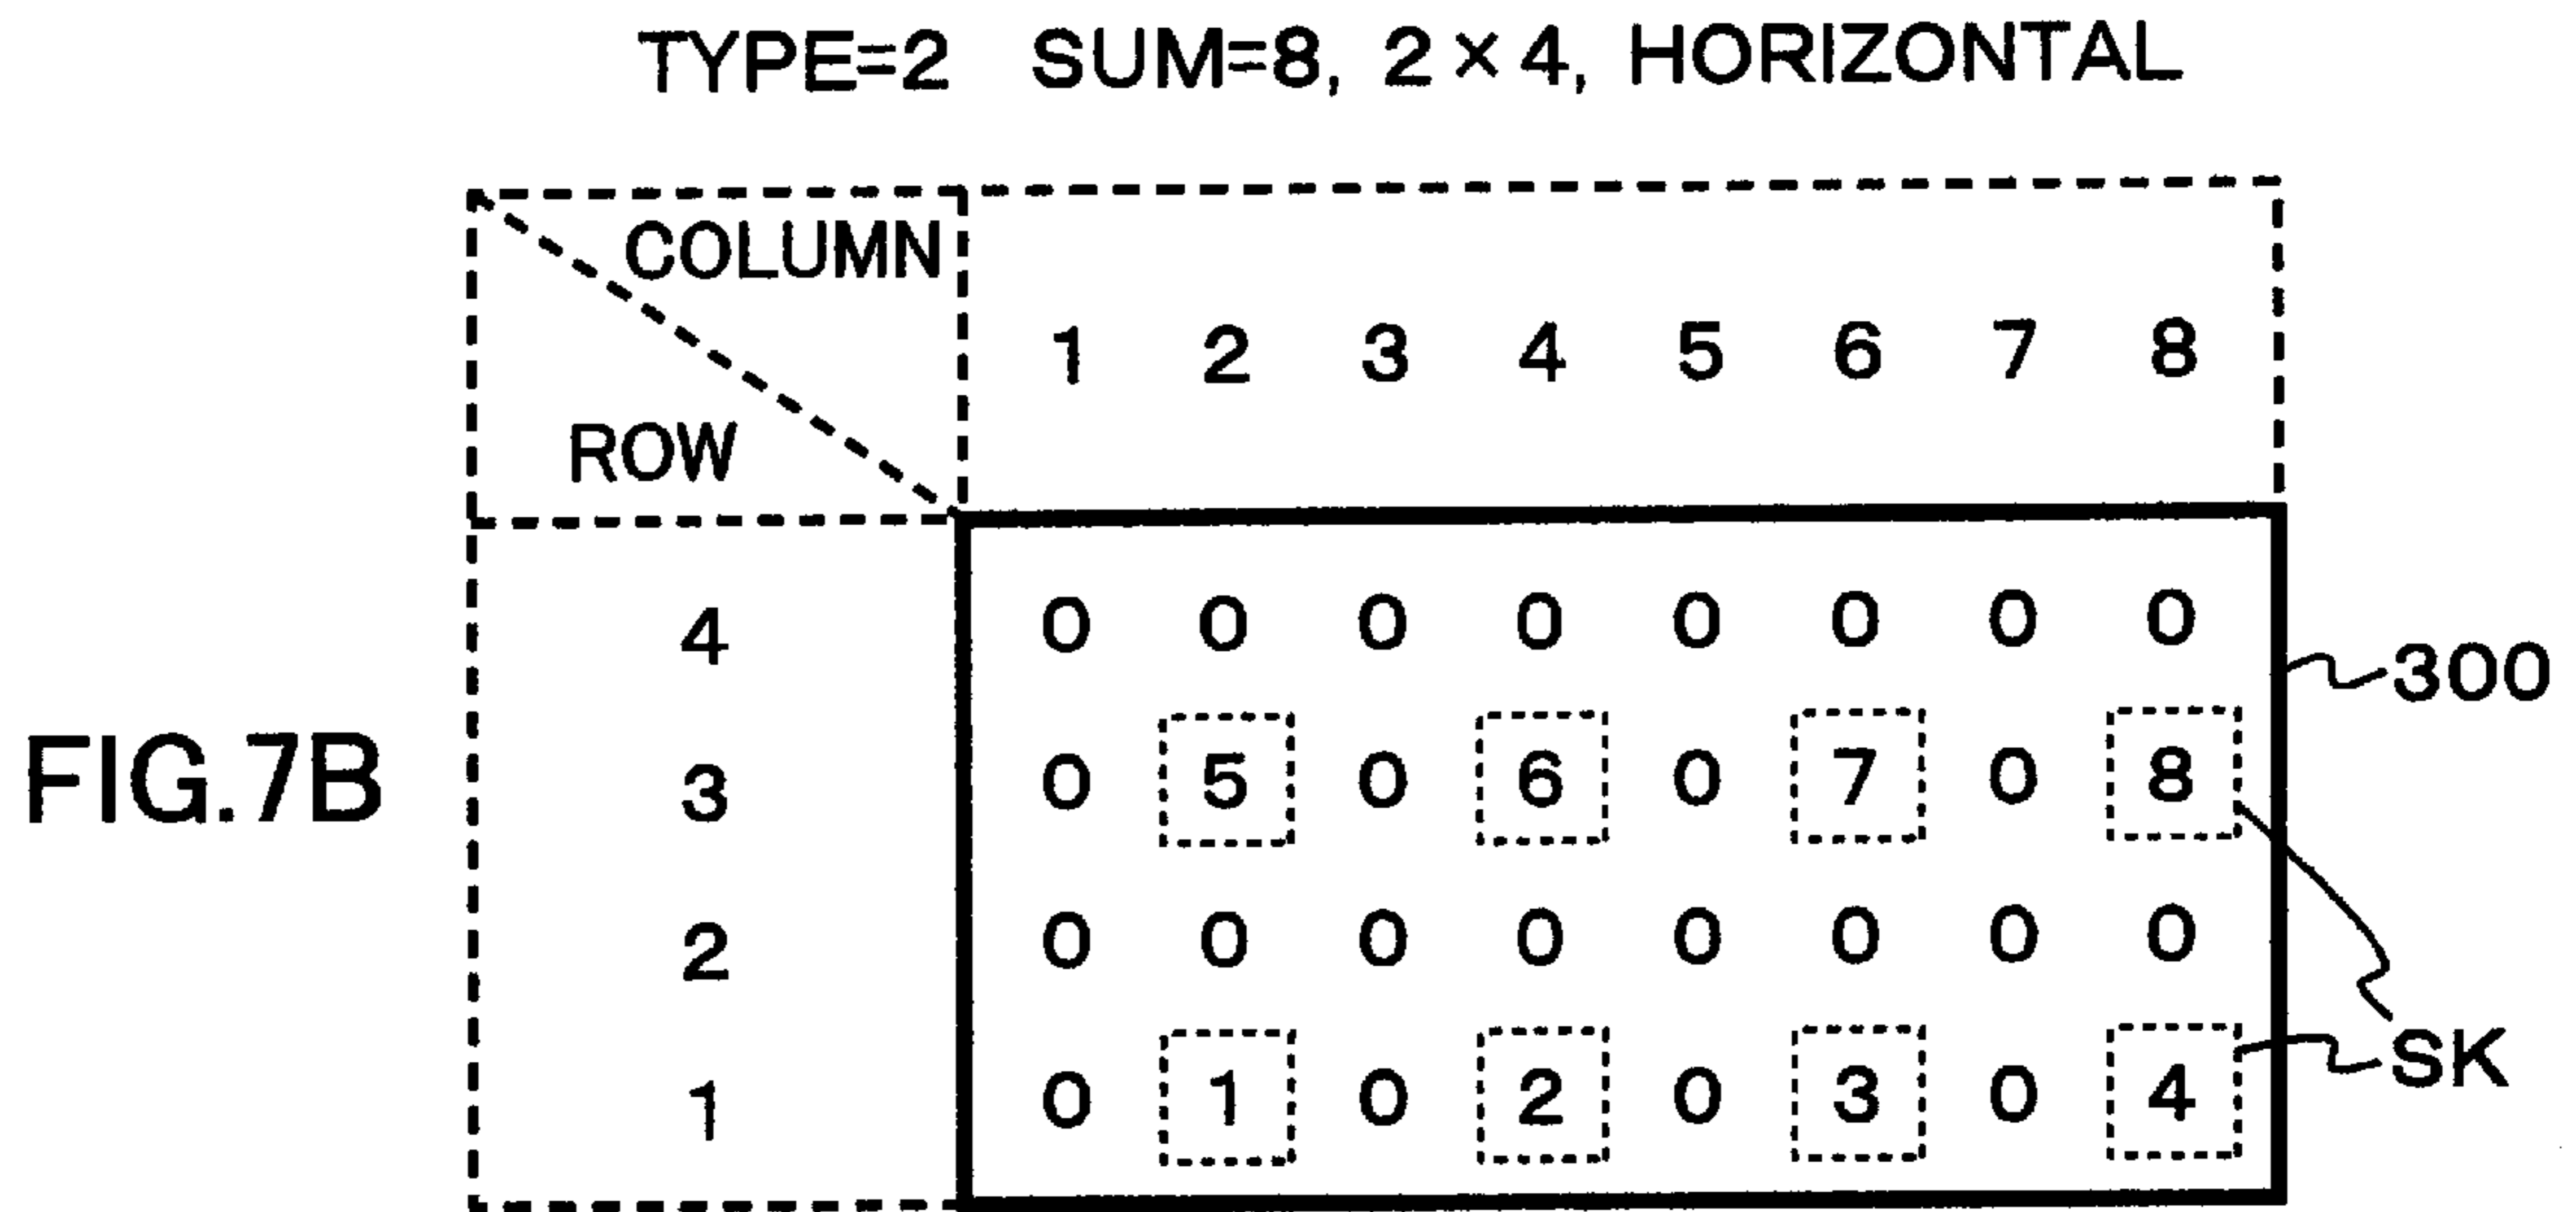 TYPE=2 SUM=8, 2×4, HORIZONTAL
COLUMN
1 2 3 4 5 6 7 8
ROW
4 0 0 0 0 0 0 0 0
300
FIG.7B
3 0 5 0 6 0 7 0 8
2 0 0 0 0 0 0 0 0
1 0 1 0 2 0 3 0 4
SK